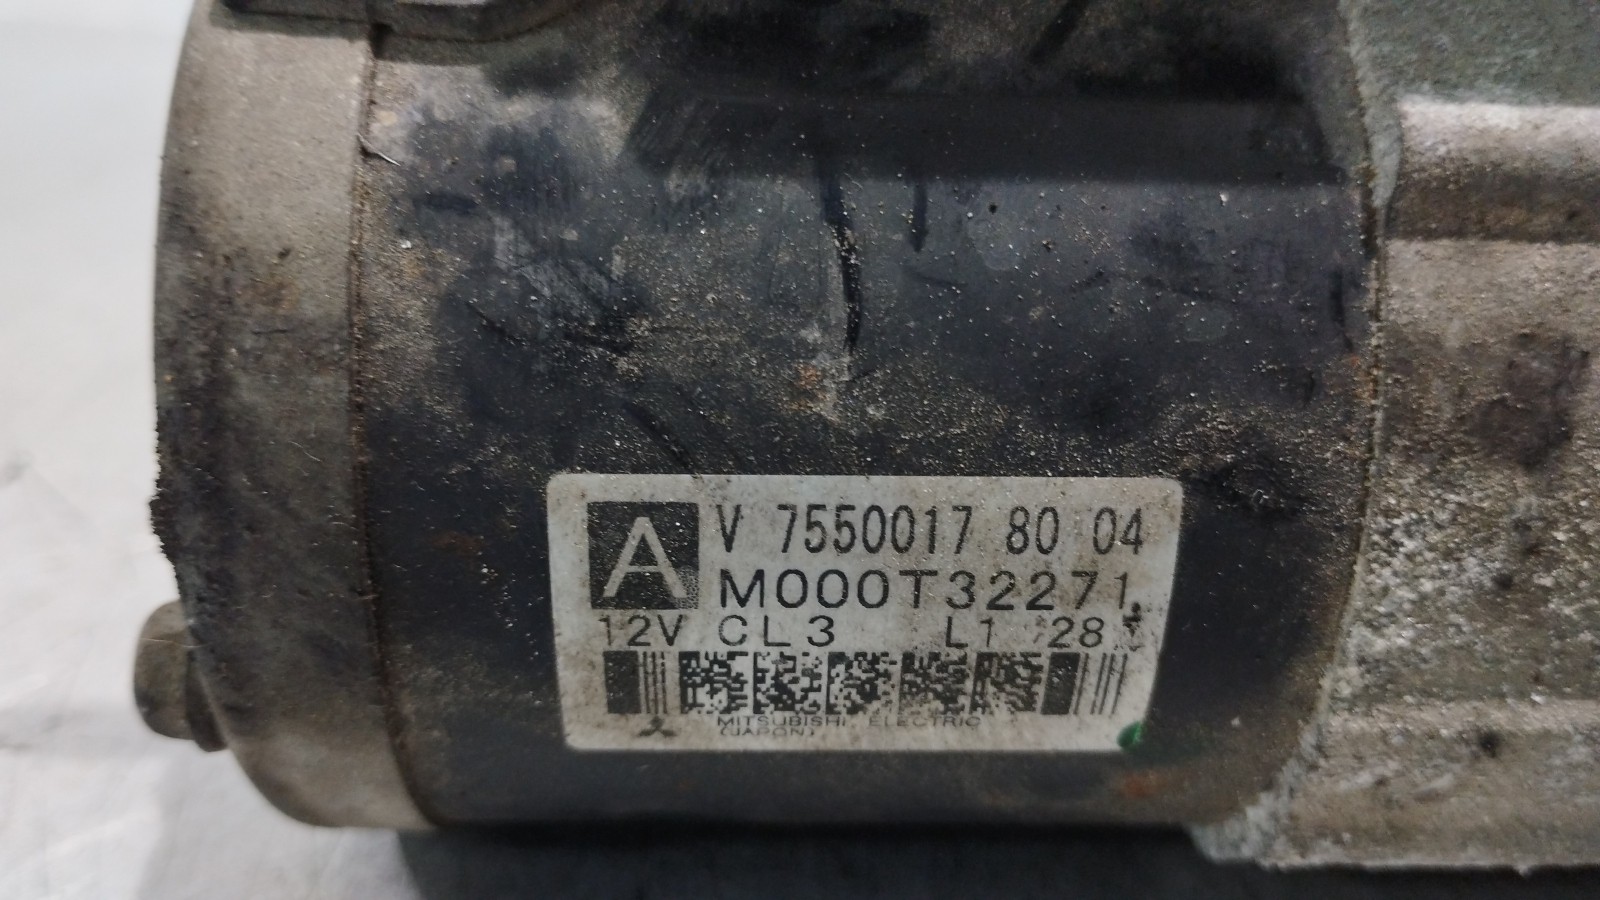 A V 7550017 80 04
M000T32271
12V CL3 L1 28
MITSUBISHI ELECTRIC
(JAPON)